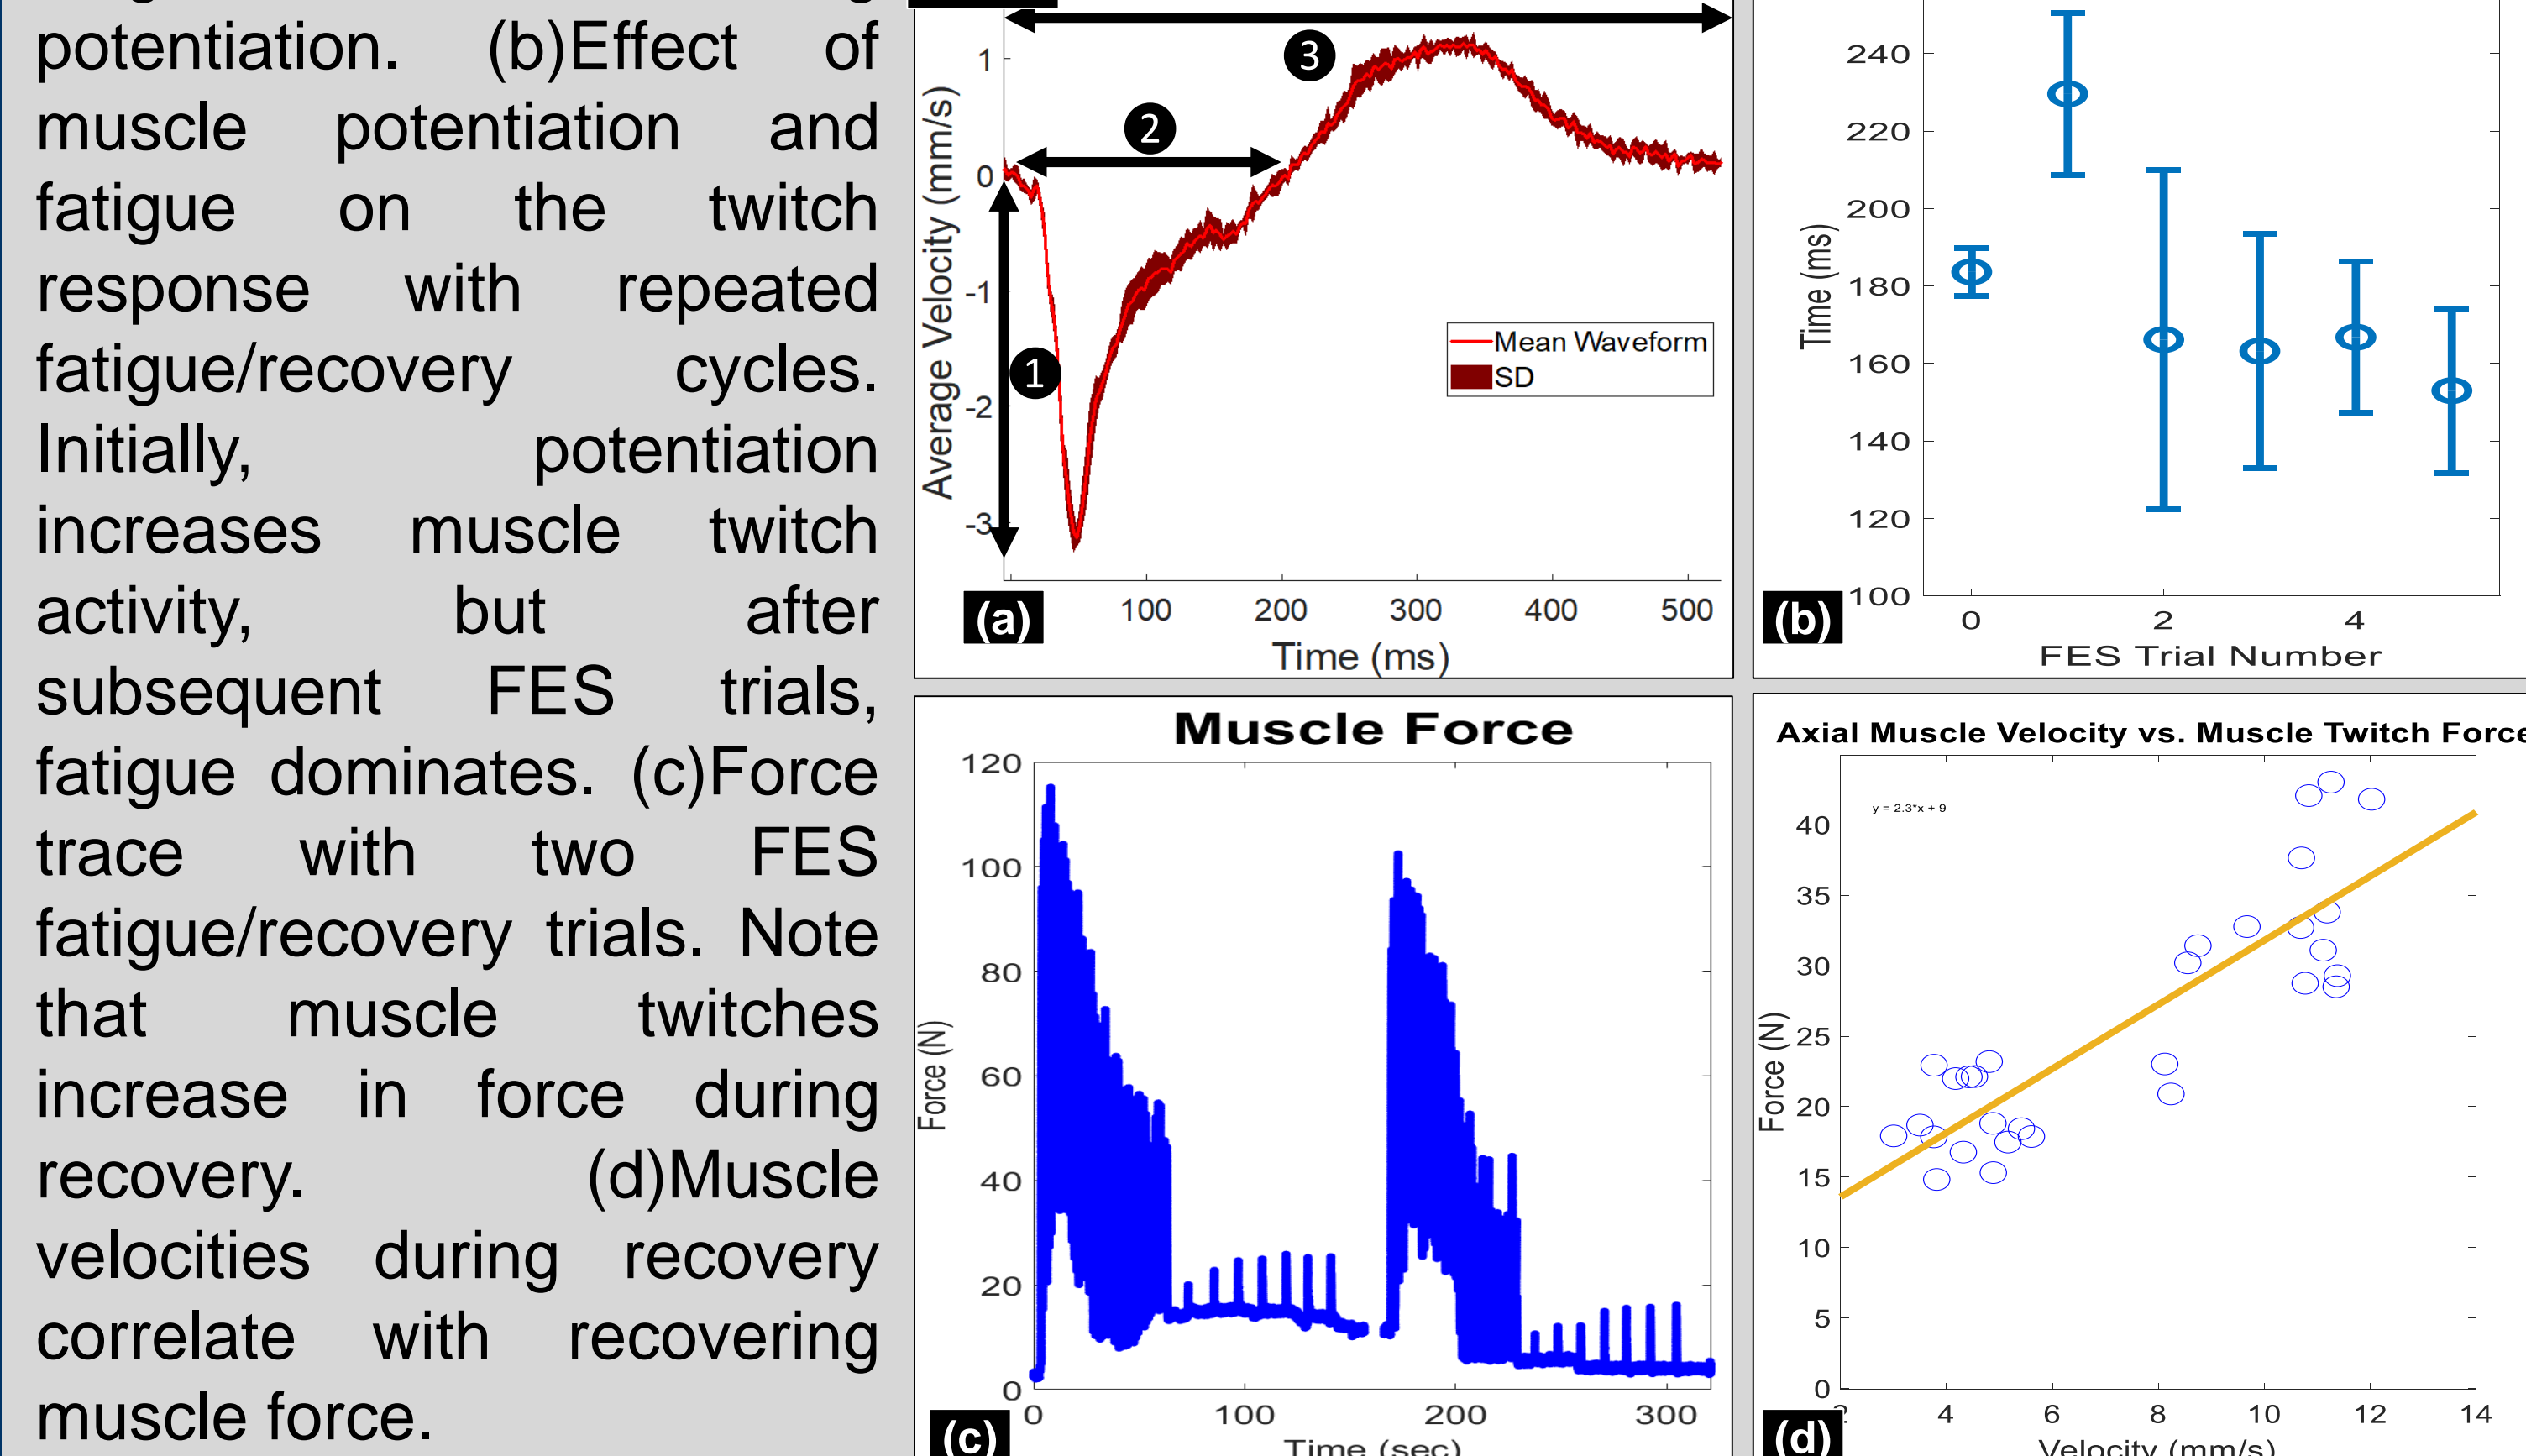 potentiation. (b)Effect of
muscle potentiation and
fatigue on the twitch
response with repeated
fatigue/recovery cycles.
Initially, potentiation
increases muscle twitch
activity, but after
subsequent FES trials,
fatigue dominates. (c)Force
trace with two FES
fatigue/recovery trials. Note
that muscle twitches
increase in force during
recovery. (d)Muscle
velocities during recovery
correlate with recovering
muscle force.
3
2
1
Average Velocity (mm/s)
1
0
-1
-2
-3
Mean Waveform
SD
100 200 300 400 500
(a)
Time (ms)
Time (ms)
240
220
200
180
160
140
120
100
0 2 4
(b)
FES Trial Number
Muscle Force
Force (N)
120
100
80
60
40
20
0
0 100 200 300
(c)
Time (sec)
Axial Muscle Velocity vs. Muscle Twitch Force
y = 2.3*x + 9
Force (N)
40
35
30
25
20
15
10
5
0
2 4 6 8 10 12 14
(d)
Velocity (mm/s)